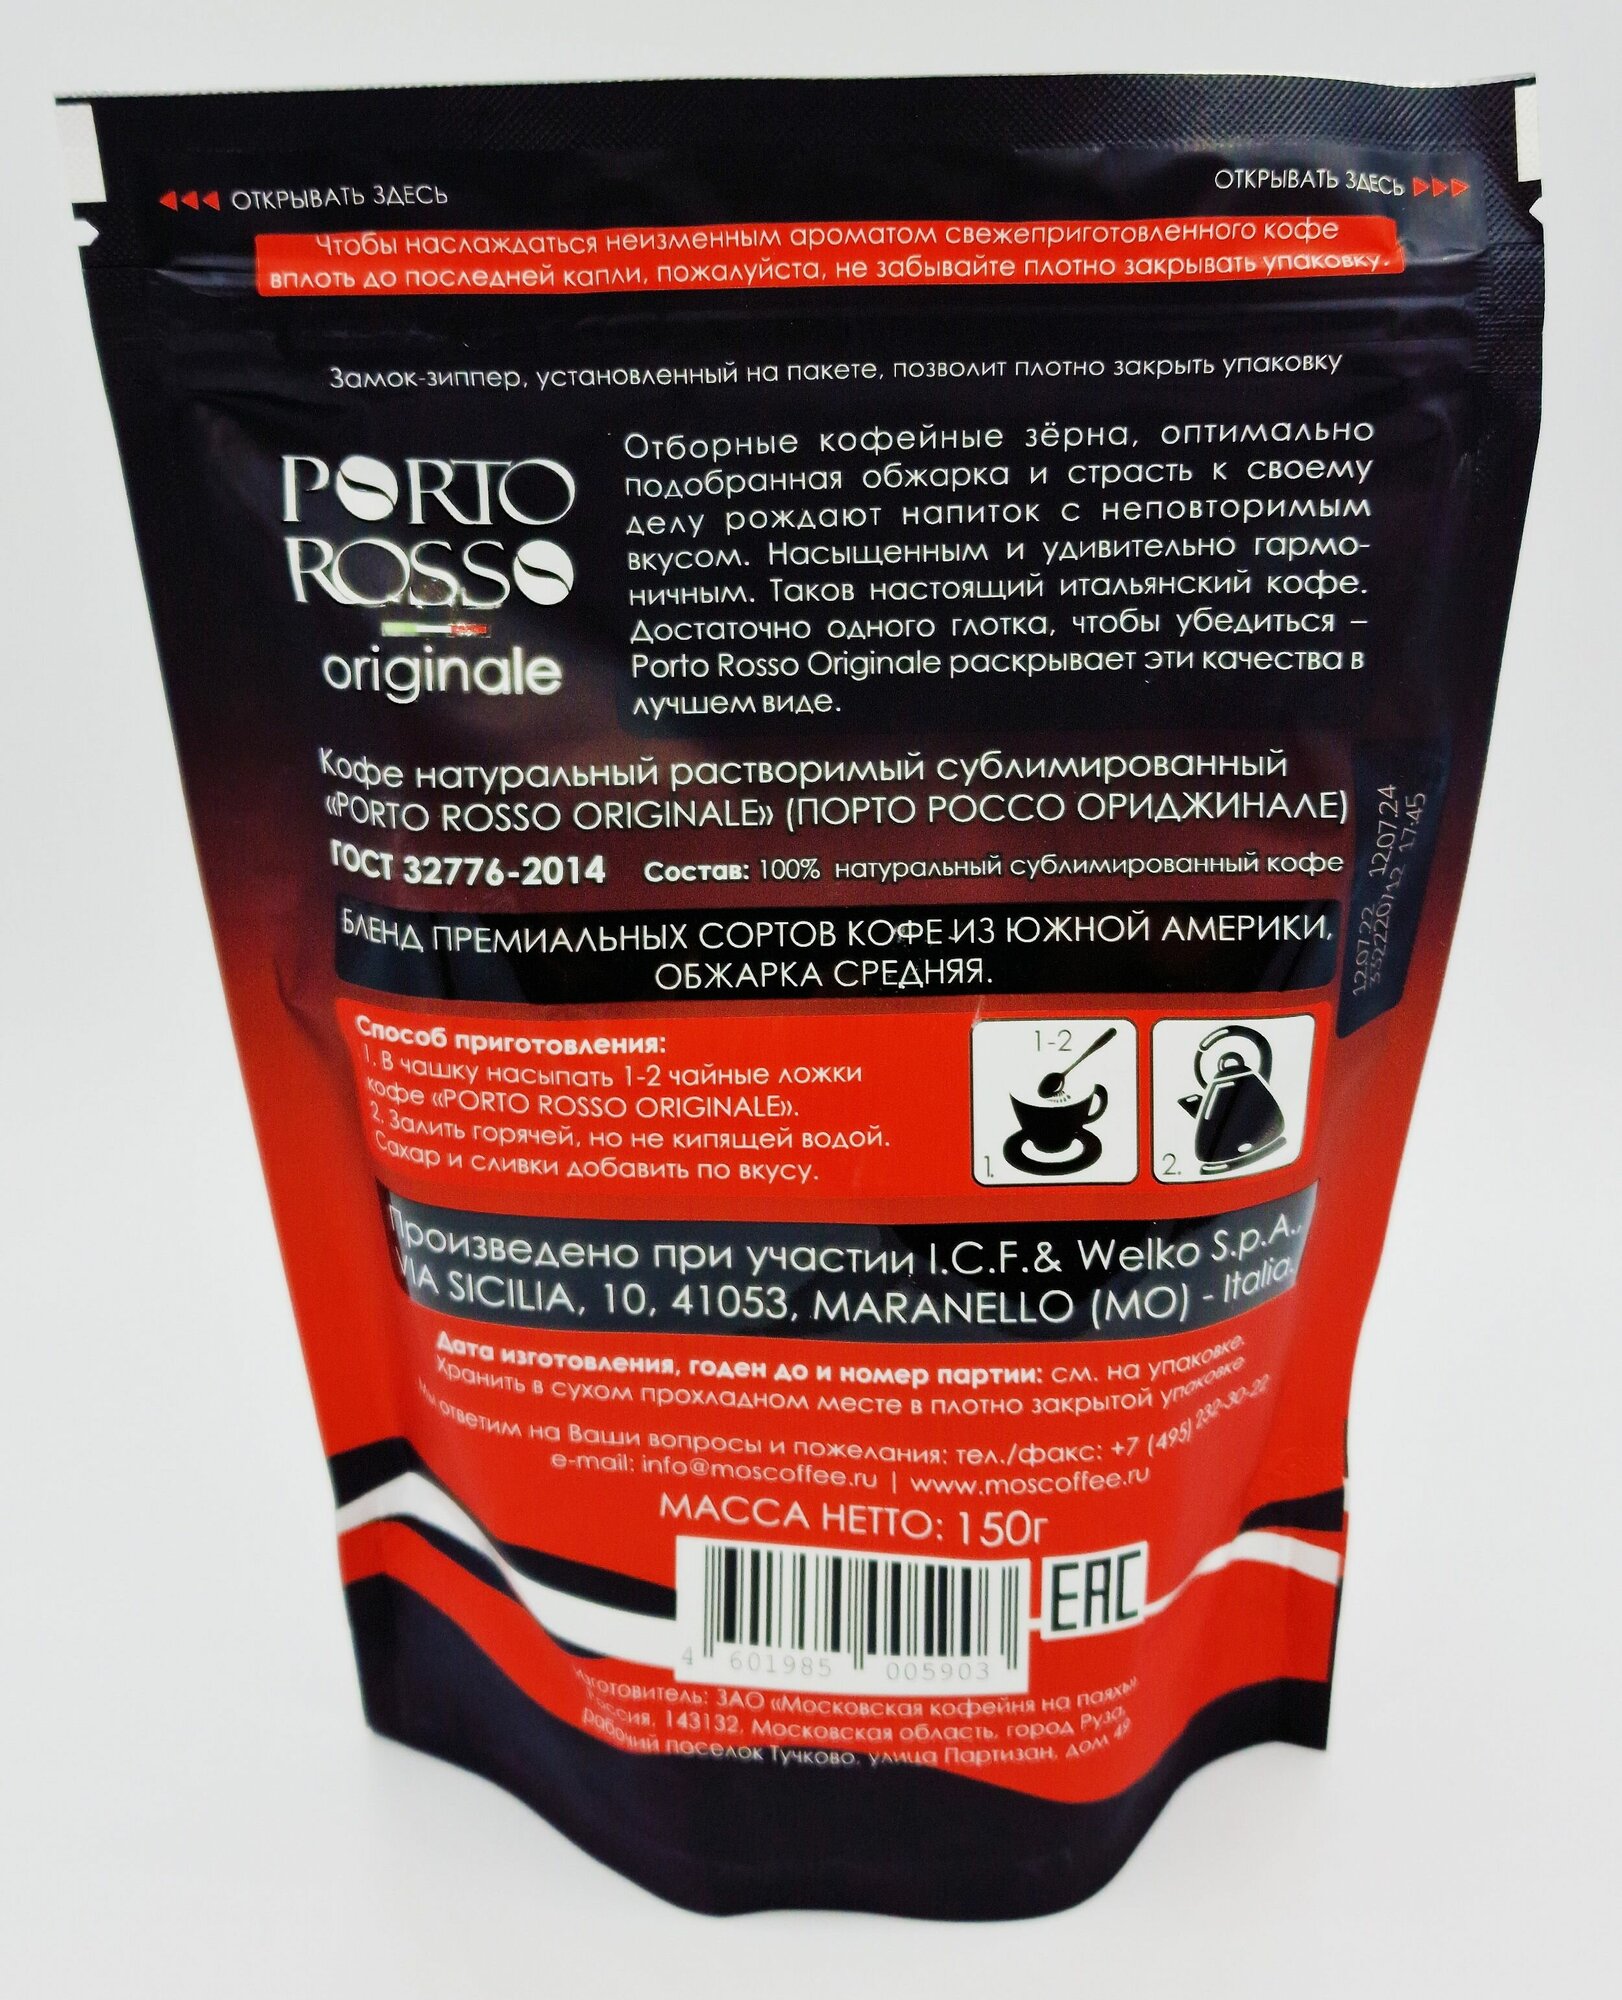 ОТКРЫВАТЬ ЗДЕСЬ
ОТКРЫВАТЬ ЗДЕСЬ
Чтобы наслаждаться неизменным ароматом свежеприготовленного кофе
вплоть до последней капли, пожалуйста, не забывайте плотно закрывать упаковку.
Замок-зиппер, установленный на пакете, позволит плотно закрыть упаковку
PORTO
ROSSO
originale
Отборные кофейные зёрна, оптимально
подобранная обжарка и страсть к своему
делу рождают напиток с неповторимым
вкусом. Насыщенным и удивительно гармо-
ничным. Таков настоящий итальянский кофе.
Достаточно одного глотка, чтобы убедиться –
Porto Rosso Originale раскрывает эти качества в
лучшем виде.
Кофе натуральный растворимый сублимированный
«PORTO ROSSO ORIGINALE» (ПОРТО РОССО ОРИДЖИНАЛЕ)
ГОСТ 32776-2014 Состав: 100% натуральный сублимированный кофе
12.07.22 12.07.24
17:45
БЛЕНД ПРЕМИАЛЬНЫХ СОРТОВ КОФЕ ИЗ ЮЖНОЙ АМЕРИКИ,
ОБЖАРКА СРЕДНЯЯ.
Способ приготовления:
1. В чашку насыпать 1-2 чайные ложки
кофе «PORTO ROSSO ORIGINALE».
2. Залить горячей, но не кипящей водой.
Сахар и сливки добавить по вкусу.
1-2
1.
2.
Произведено при участии I.C.F.& Welko S.p.A.,
VIA SICILIA, 10, 41053, MARANELLO (MO) - Italia.
Дата изготовления, годен до и номер партии: см. на упаковке.
Хранить в сухом прохладном месте в плотно закрытой упаковке
Мы ответим на Ваши вопросы и пожелания: тел./факс: +7 (495) 232-30-22
e-mail: info@moscoffee.ru | www.moscoffee.ru
МАССА НЕТТО: 150г
EAC
4 601985 005903
Изготовитель: ЗАО «Московская кофейня на паяхъ»
Россия, 143132, Московская область, город Руза,
рабочий поселок Тучково, улица Партизан, дом 49